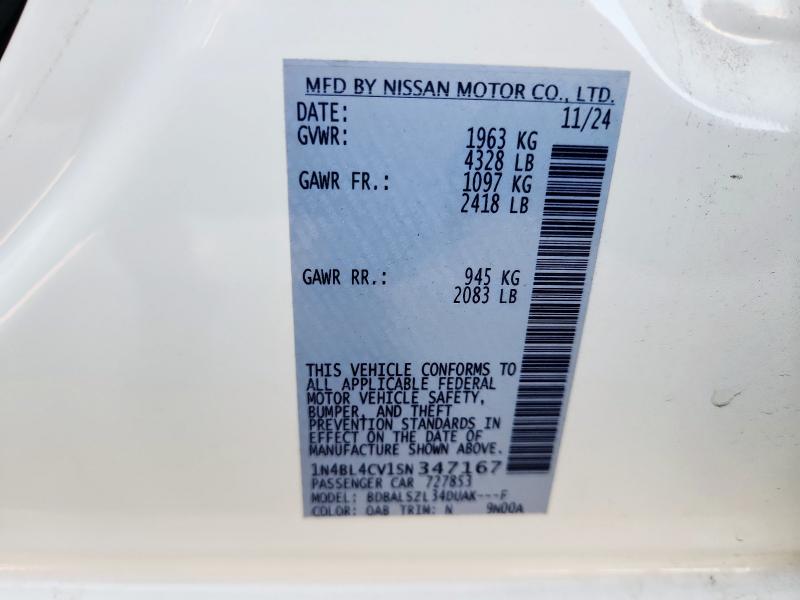 MFD BY NISSAN MOTOR CO., LTD.
DATE: 11/24
GVWR: 1963 KG
4328 LB
GAWR FR.: 1097 KG
2418 LB
GAWR RR.: 945 KG
2083 LB
THIS VEHICLE CONFORMS TO
ALL APPLICABLE FEDERAL
MOTOR VEHICLE SAFETY,
BUMPER, AND THEFT
PREVENTION STANDARDS IN
EFFECT ON THE DATE OF
MANUFACTURE SHOWN ABOVE.
1N4BL4CV1SN347167
PASSENGER CAR 727853
MODEL: BDBALSZL34DUAK---F
COLOR: QAB TRIM: N 9N00A